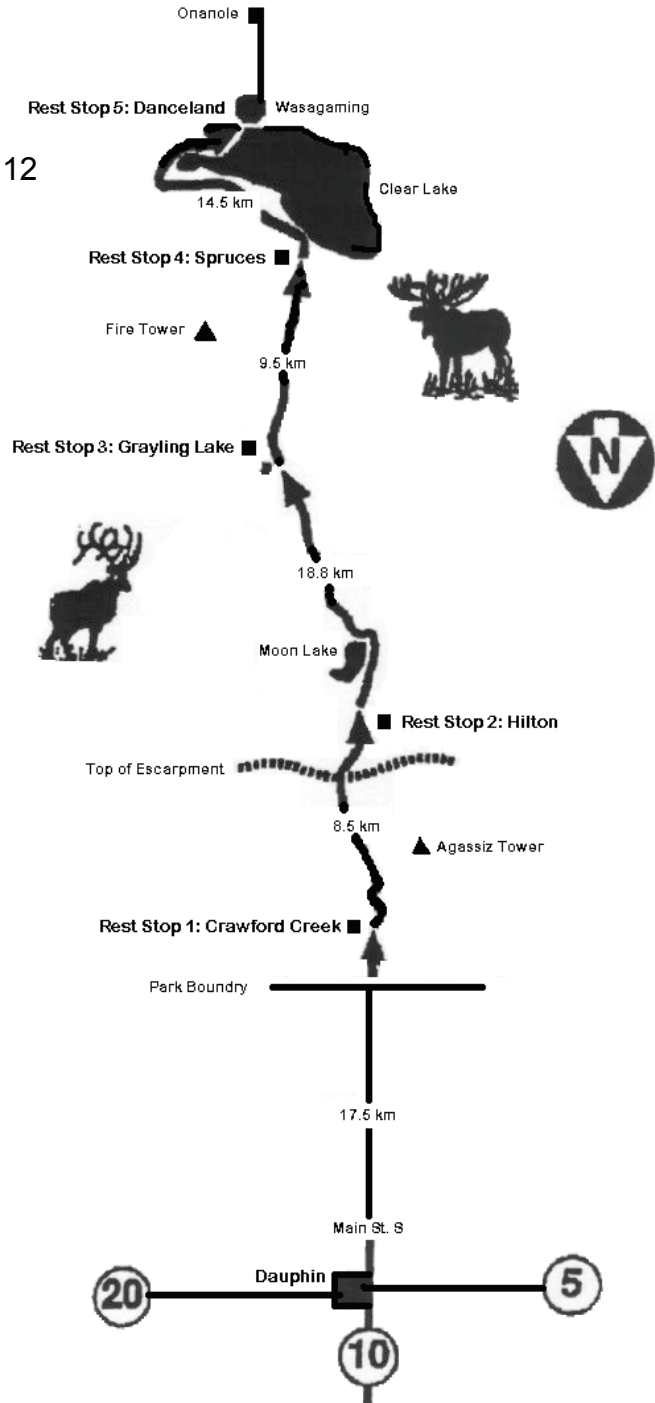 Onanole
Rest Stop 5: Danceland
Wasagaming
12
Clear Lake
14.5 km
Rest Stop 4: Spruces
Fire Tower
9.5 km
Rest Stop 3: Grayling Lake
N
18.8 km
Moon Lake
Rest Stop 2: Hilton
Top of Escarpment
8.5 km
Agassiz Tower
Rest Stop 1: Crawford Creek
Park Boundry
17.5 km
Main St. S
Dauphin
20
5
10